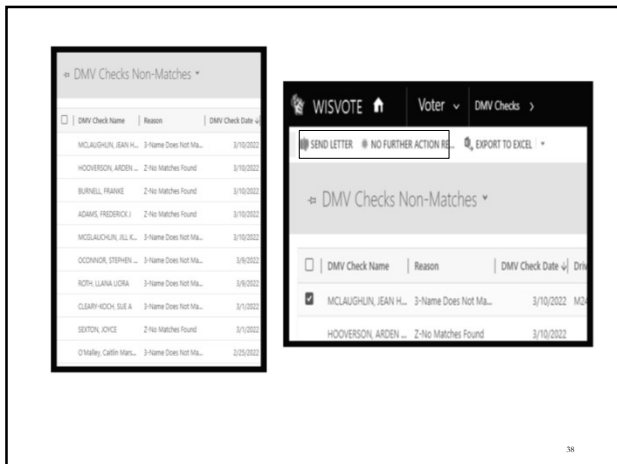 DMV Checks Non-Matches
DMV Check Name | Reason | DMV Check Date
MCLAUGHLIN, JEAN H... 3-Name Does Not Ma... 3/10/2022
HOOVERSON, ARDEN ... Z-No Matches Found 3/10/2022
BURNELL, FRANKE Z-No Matches Found 3/10/2022
ADAMS, FREDERICK J Z-No Matches Found 3/10/2022
MCGLAUCHLIN, JILL K... 3-Name Does Not Ma... 3/10/2022
OCONNOR, STEPHEN ... 3-Name Does Not Ma... 3/9/2022
ROTH, LLANA LIORA 3-Name Does Not Ma... 3/9/2022
CLEARY-KOCH, SUE A 3-Name Does Not Ma... 3/1/2022
SEXTON, JOYCE Z-No Matches Found 3/1/2022
O'Malley, Caitlin Mars... 3-Name Does Not Ma... 2/25/2022
WISVOTE Voter DMV Checks >
SEND LETTER NO FURTHER ACTION RE... EXPORT TO EXCEL
DMV Checks Non-Matches
DMV Check Name | Reason | DMV Check Date | Driv
MCLAUGHLIN, JEAN H... 3-Name Does Not Ma... 3/10/2022 M24
HOOVERSON, ARDEN ... Z-No Matches Found 3/10/2022
38